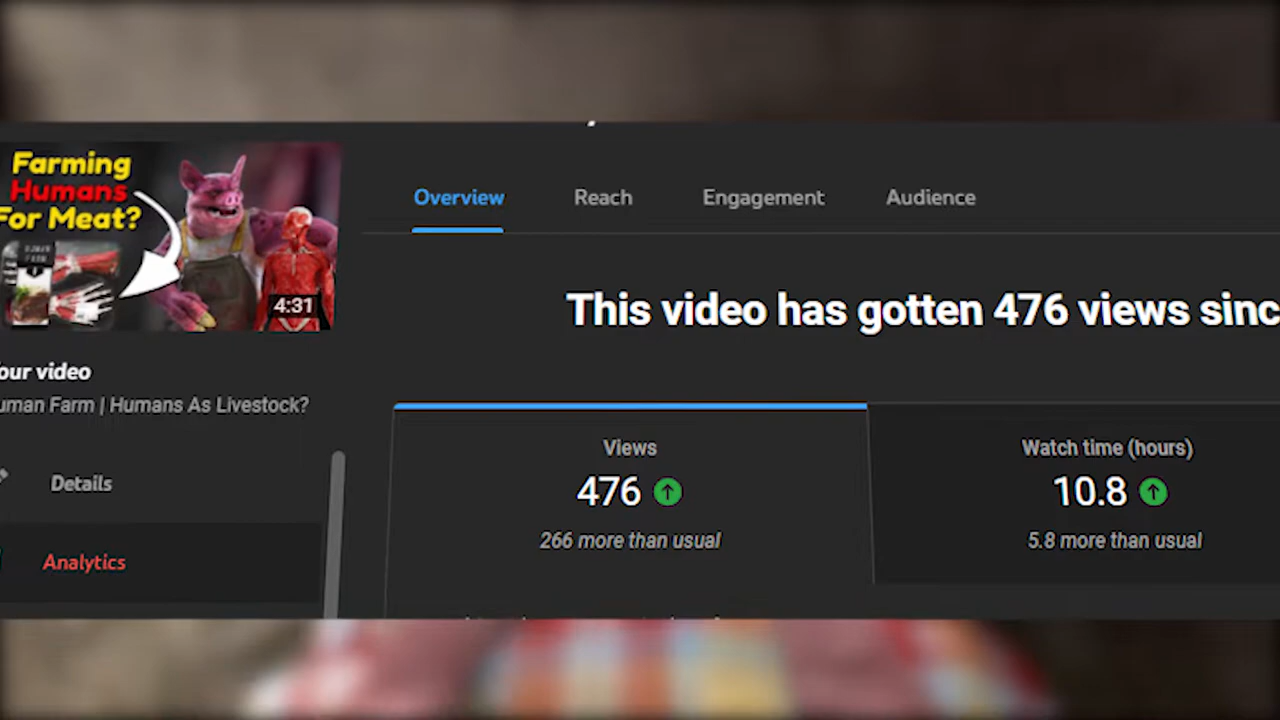 Farming
Humans
For Meat?
4:31
Overview
Reach
Engagement
Audience
This video has gotten 476 views sinc
our video
uman Farm | Humans As Livestock?
Details
Analytics
Views
476
266 more than usual
Watch time (hours)
10.8
5.8 more than usual